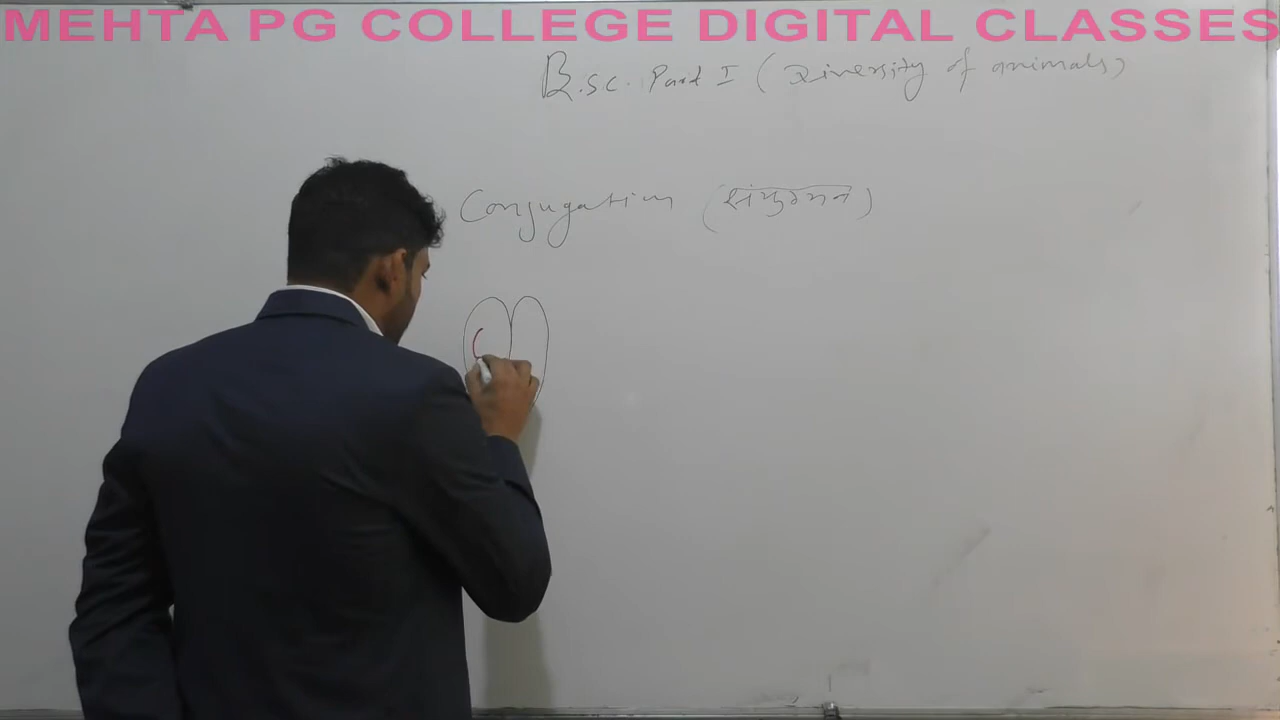 MEHTA PG COLLEGE DIGITAL CLASSES
B.SC. Part I (Diversity of animals)
Conjugation (संयुग्मन)